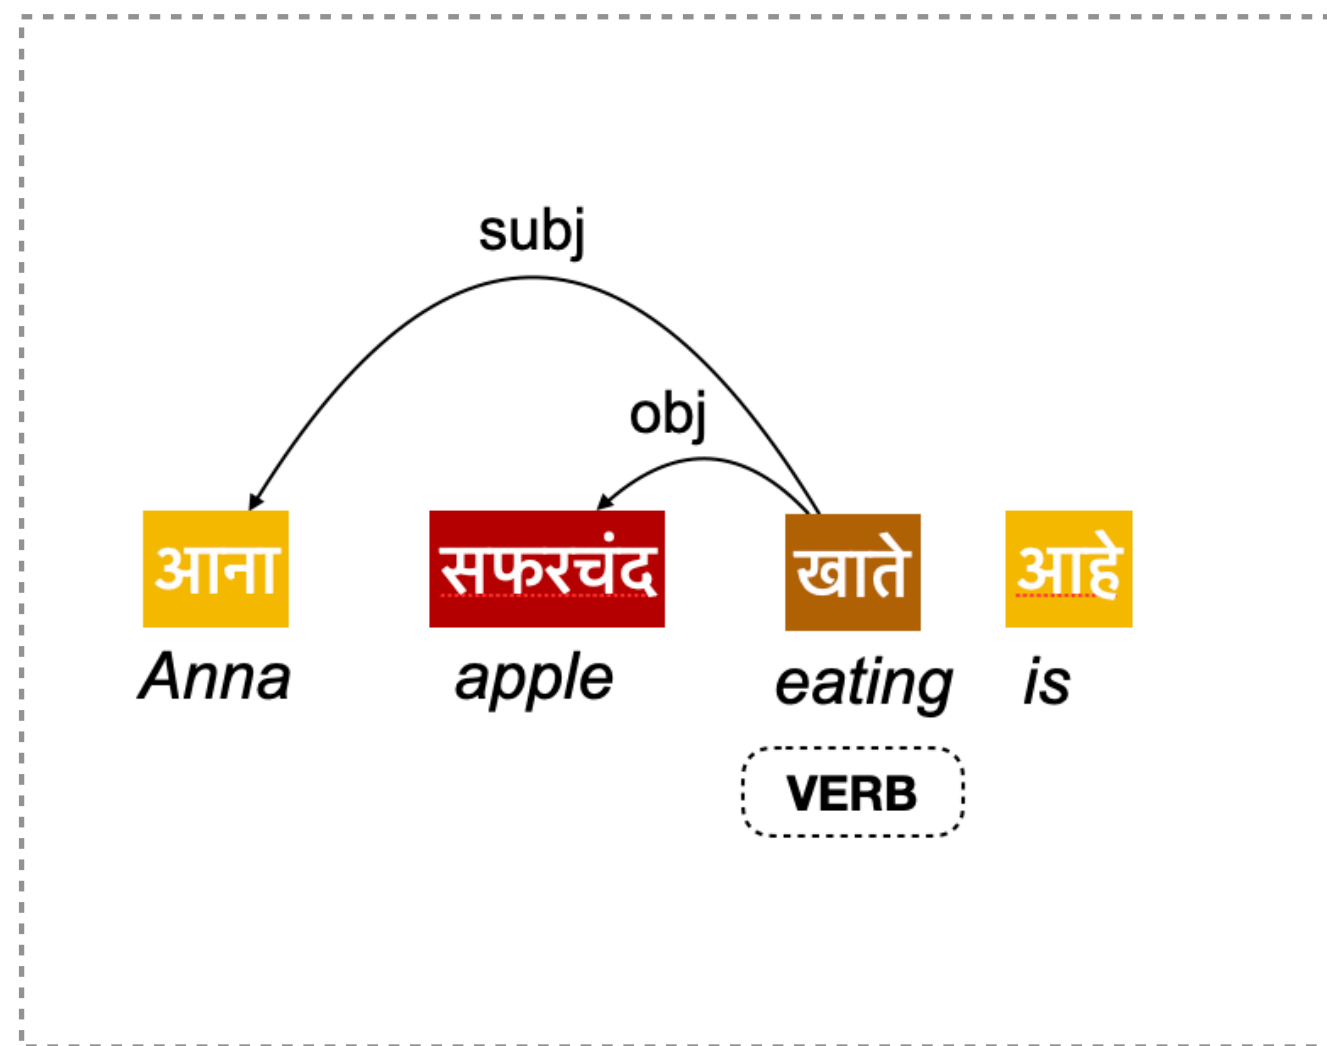 subj
obj
आना सफरचंद खाते आहे
Anna apple eating is
VERB